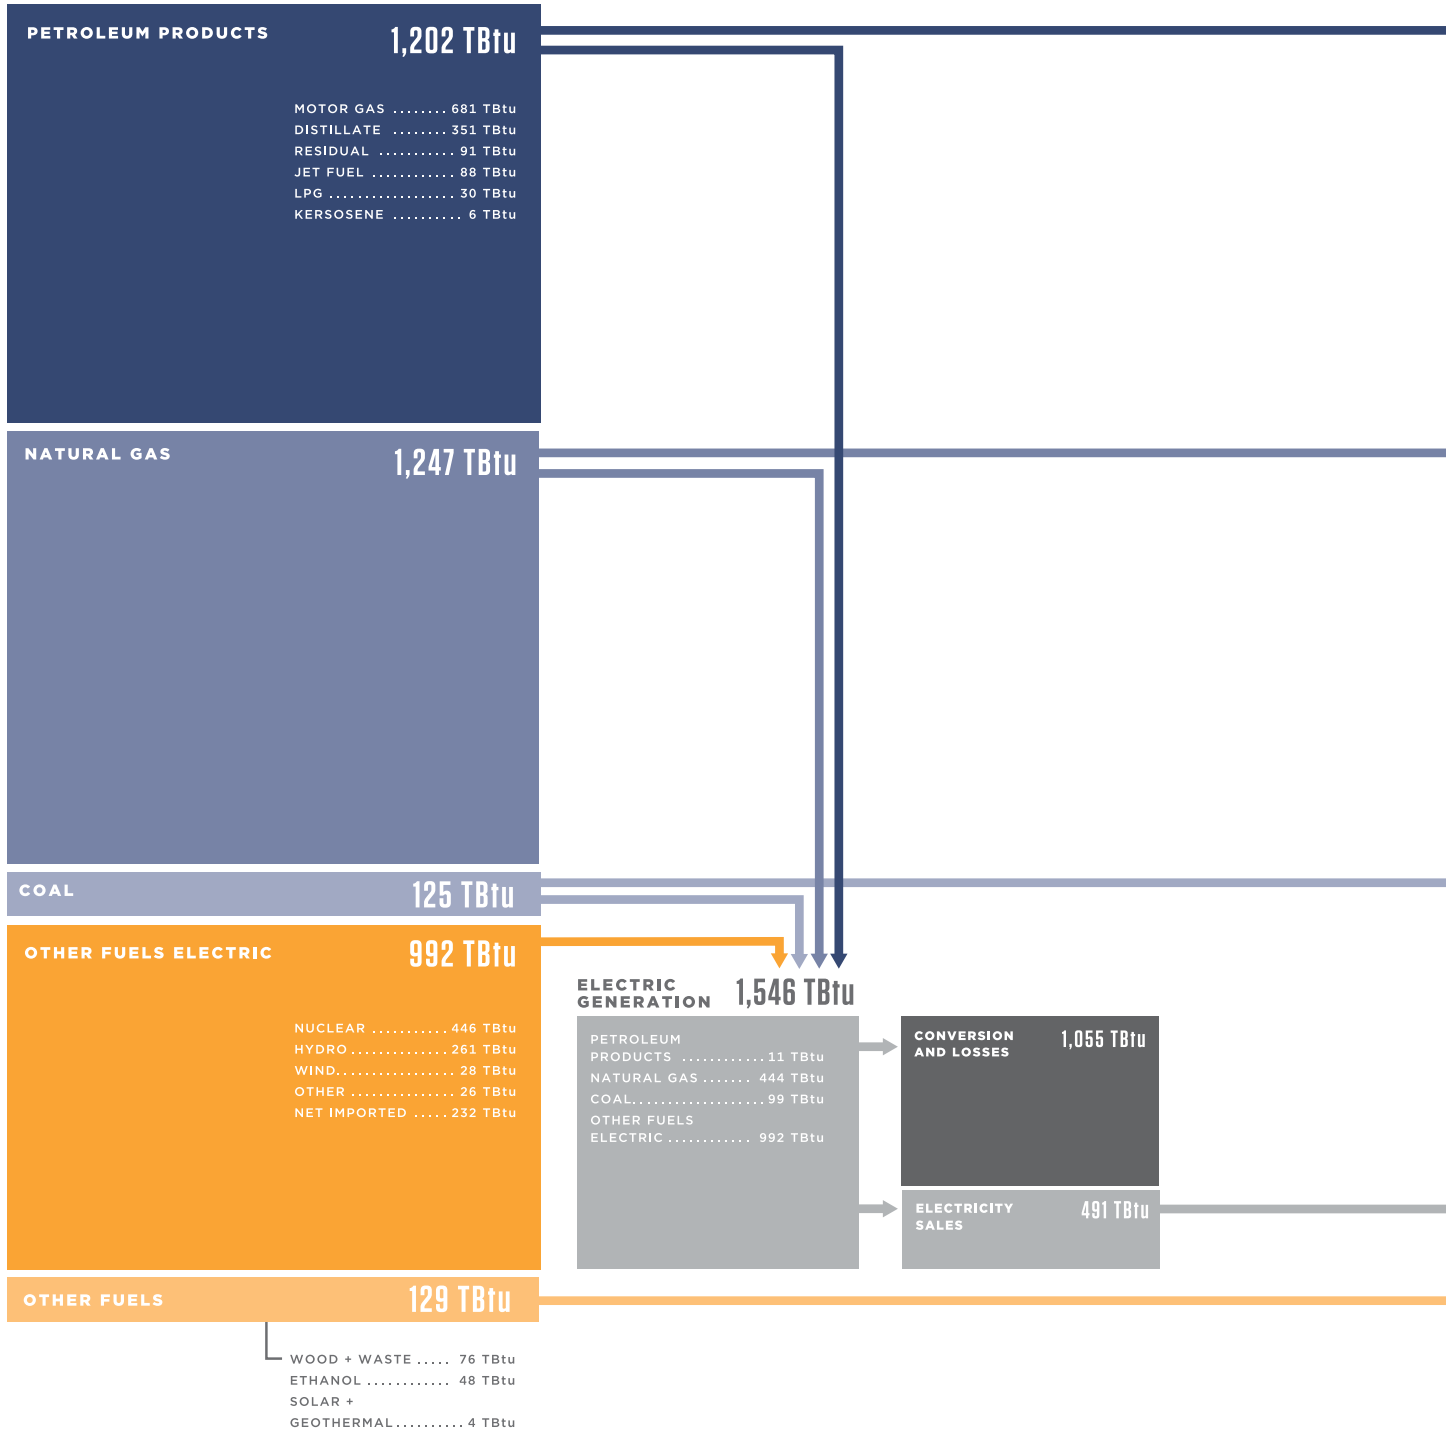 PETROLEUM PRODUCTS 1,202 TBtu
MOTOR GAS ........ 681 TBtu
DISTILLATE ........ 351 TBtu
RESIDUAL ........... 91 TBtu
JET FUEL ............ 88 TBtu
LPG .................. 30 TBtu
KERSOSENE .......... 6 TBtu
NATURAL GAS 1,247 TBtu
COAL 125 TBtu
OTHER FUELS ELECTRIC 992 TBtu
NUCLEAR ........... 446 TBtu
HYDRO .............. 261 TBtu
WIND................. 28 TBtu
OTHER ............... 26 TBtu
NET IMPORTED ..... 232 TBtu
ELECTRIC
GENERATION 1,546 TBtu
PETROLEUM
PRODUCTS ............ 11 TBtu
NATURAL GAS ....... 444 TBtu
COAL................... 99 TBtu
OTHER FUELS
ELECTRIC ............ 992 TBtu
CONVERSION
AND LOSSES 1,055 TBtu
ELECTRICITY
SALES 491 TBtu
OTHER FUELS 129 TBtu
WOOD + WASTE ..... 76 TBtu
ETHANOL ............ 48 TBtu
SOLAR +
GEOTHERMAL.......... 4 TBtu